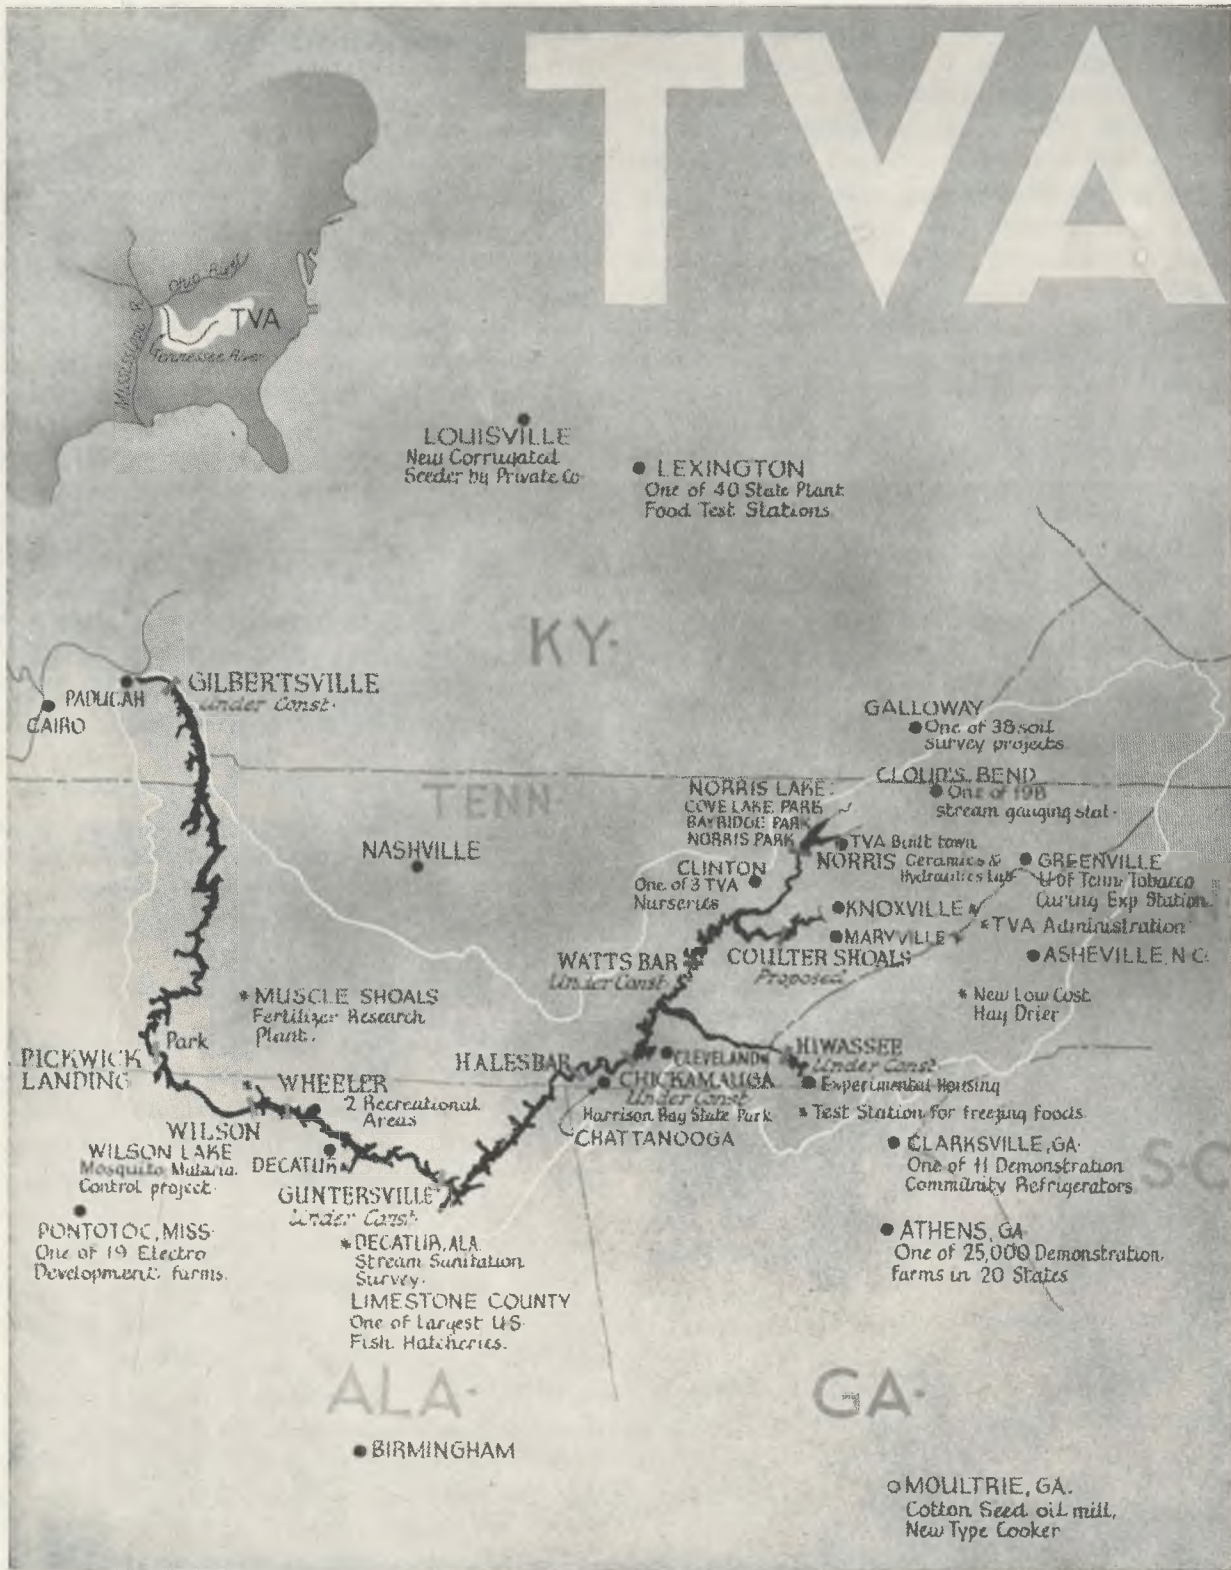 TVA
Ohio River
Mississippi R.
TVA
Tennessee River
LOUISVILLE
New Corrugated
Seeder by Private Co.
LEXINGTON
One of 40 State Plant
Food Test Stations
KY.
PADUCAH
CAIRO
GILBERTSVILLE
Under Const.
GALLOWAY
One of 38 soil
survey projects
CLOUD'S BEND
One of 198
stream gauging stat.
TENN.
NORRIS LAKE:
COVE LAKE PARK
BAYRIDGE PARK
NORRIS PARK
TVA Built town
NORRIS Ceramics &
Hydraulics Lab
NASHVILLE
CLINTON
One of 3 TVA
Nurseries
GREENVILLE
U of Tenn Tobacco
Curing Exp Station.
KNOXVILLE
*TVA Administration
MARYVILLE
ASHEVILLE, N.C.
WATTS BAR
Under Const.
COULTER SHOALS
Proposed
* New Low Cost
Hay Drier
* MUSCLE SHOALS
Fertilizer Research
Plant.
Park
PICKWICK
LANDING
HALES BAR
CLEVELAND
HIWASSEE
Under Const
Experimental Housing
* Test Station for freezing foods
CHICKAMAUGA
Under Const
Harrison Bay State Park
CHATTANOOGA
WHEELER
2 Recreational
Areas
WILSON
WILSON LAKE
Mosquito Malaria
Control project.
DECATUR
GUNTERSVILLE
Under Const.
CLARKSVILLE, GA.
One of 11 Demonstration
Community Refrigerators
SC
PONTOTOC, MISS.
One of 19 Electro
Development farms.
*DECATUR, ALA.
Stream Sanitation
Survey.
LIMESTONE COUNTY
One of Largest U.S.
Fish Hatcheries.
ATHENS, GA
One of 25,000 Demonstration
farms in 20 States
ALA.
GA.
BIRMINGHAM
MOULTRIE, GA.
Cotton Seed oil mill,
New Type Cooker